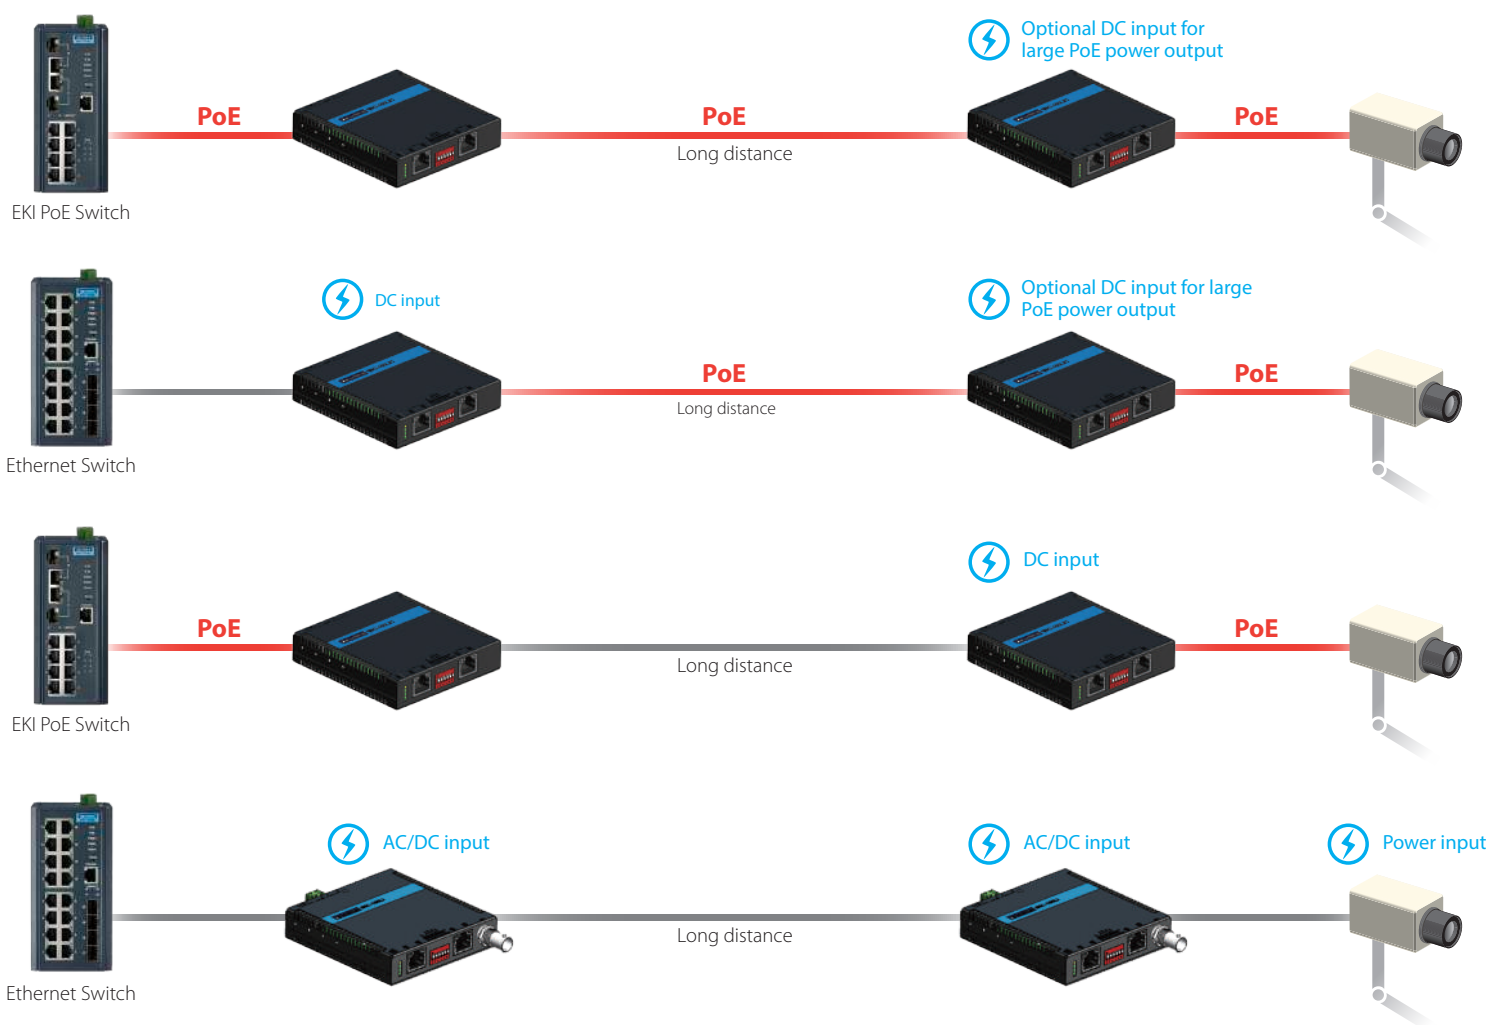 Optional DC input for
large PoE power output
PoE
PoE
PoE
Long distance
EKI PoE Switch
DC input
Optional DC input for large
PoE power output
PoE
PoE
Long distance
Ethernet Switch
DC input
PoE
PoE
Long distance
EKI PoE Switch
AC/DC input
AC/DC input
Power input
Long distance
Ethernet Switch